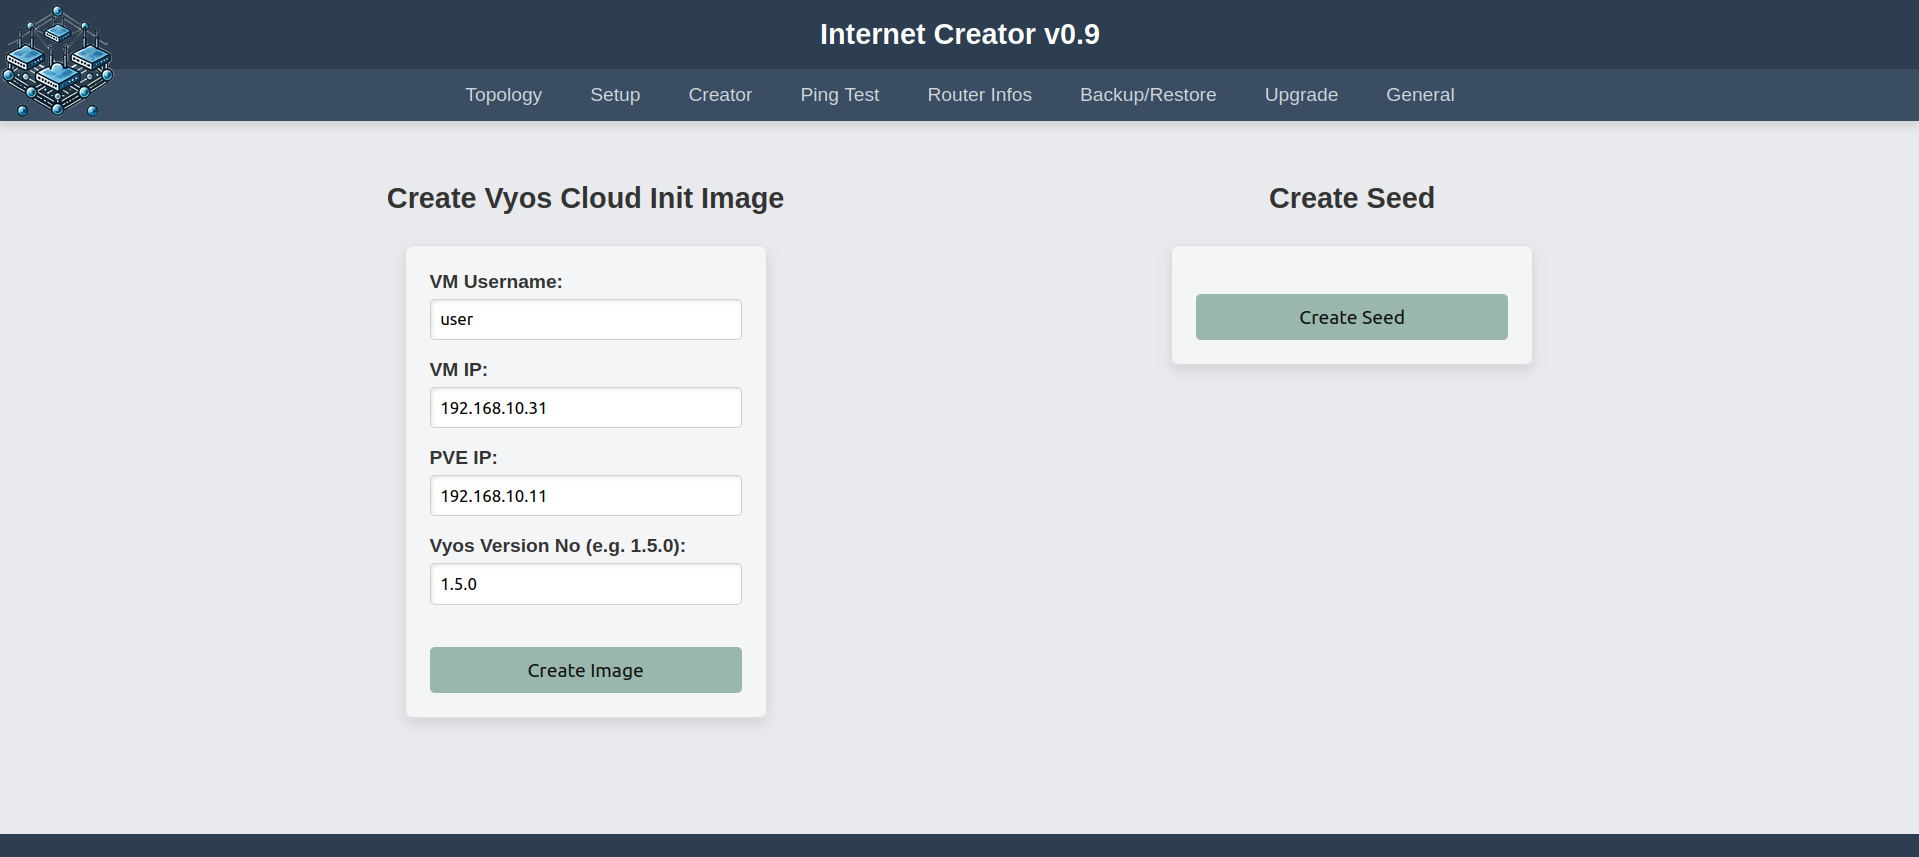 Internet Creator v0.9
Topology Setup Creator Ping Test Router Infos Backup/Restore Upgrade General
Create Vyos Cloud Init Image
VM Username:
user
VM IP:
192.168.10.31
PVE IP:
192.168.10.11
Vyos Version No (e.g. 1.5.0):
1.5.0
Create Image
Create Seed
Create Seed